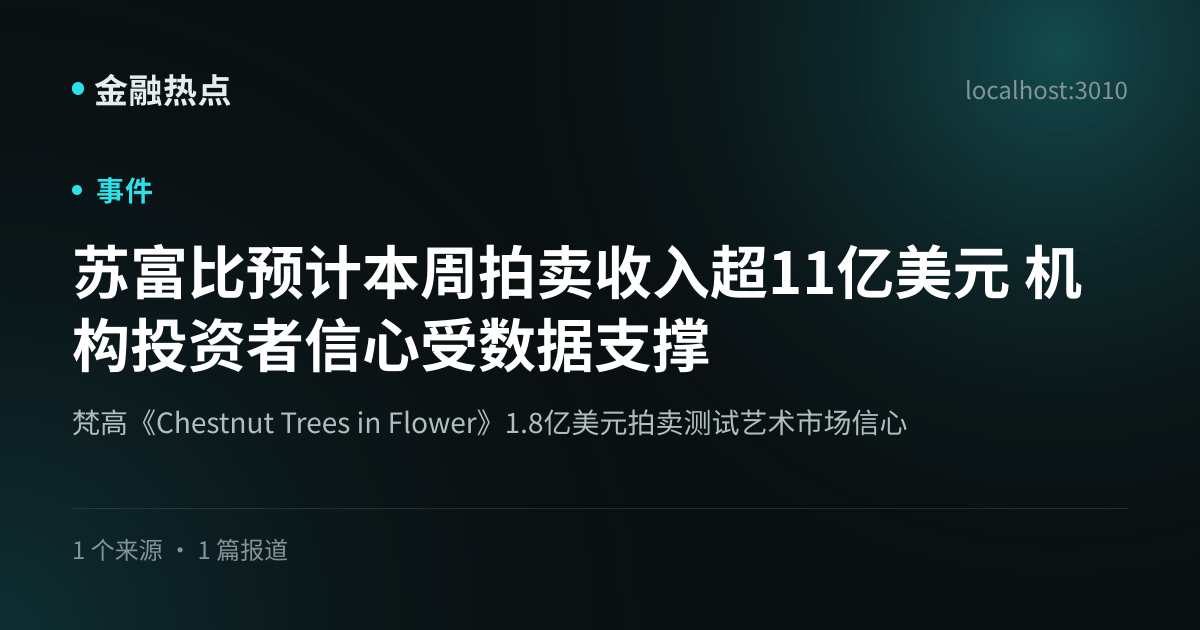 金融热点
localhost:3010
事件
苏富比预计本周拍卖收入超11亿美元 机
构投资者信心受数据支撑
梵高《Chestnut Trees in Flower》1.8亿美元拍卖测试艺术市场信心
1 个来源 · 1 篇报道